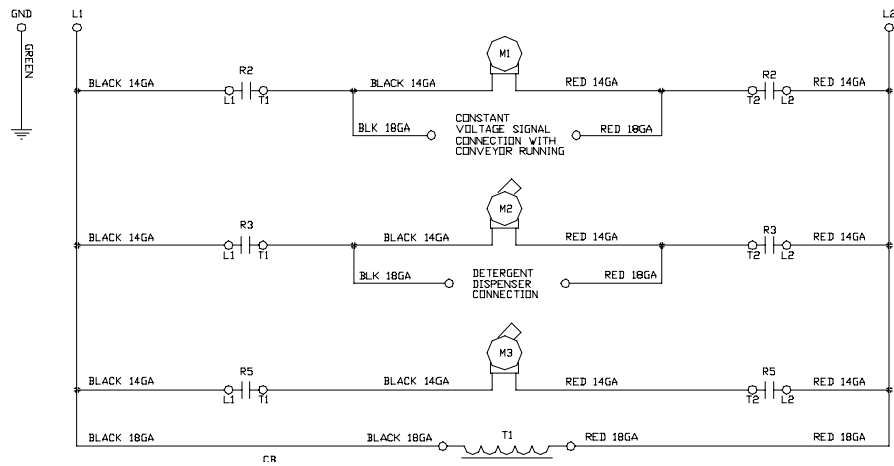 GND
L1
L2
GREEN
M1
R2
R2
BLACK 14GA
BLACK 14GA
RED 14GA
RED 14GA
L1
T1
T2
L2
BLK 18GA
CONSTANT
VOLTAGE SIGNAL
CONNECTION WITH
CONVEYOR RUNNING
RED 18GA
M2
R3
R3
BLACK 14GA
BLACK 14GA
RED 14GA
RED 14GA
L1
T1
T2
L2
BLK 18GA
DETERGENT
DISPENSER
CONNECTION
RED 18GA
M3
R5
R5
BLACK 14GA
BLACK 14GA
RED 14GA
RED 14GA
L1
T1
T2
L2
BLACK 18GA
BLACK 18GA
T1
RED 18GA
RED 18GA
CB